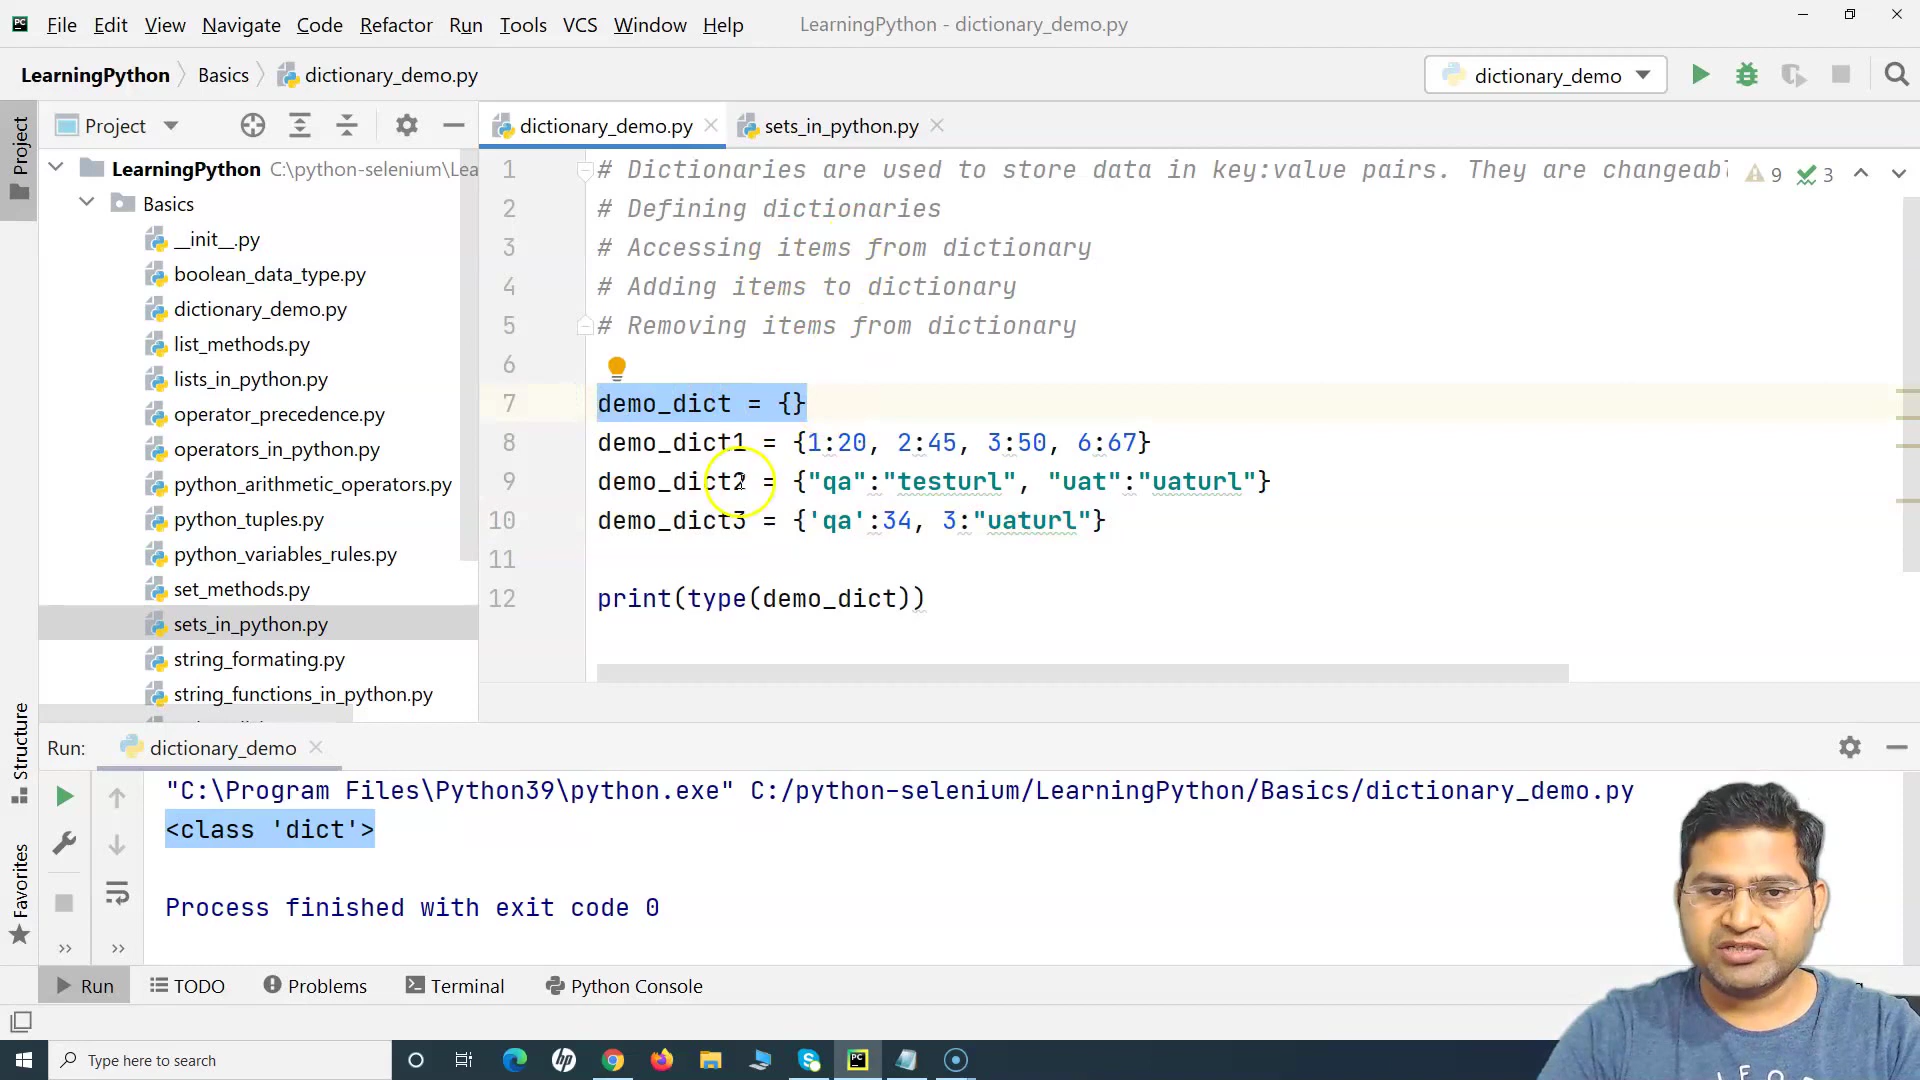 File Edit View Navigate Code Refactor Run Tools VCS Window Help LearningPython - dictionary_demo.py
LearningPython Basics dictionary_demo.py dictionary_demo
Project
Project dictionary_demo.py sets_in_python.py
LearningPython C:\python-selenium\Lea
Basics
__init__.py
boolean_data_type.py
dictionary_demo.py
list_methods.py
lists_in_python.py
operator_precedence.py
operators_in_python.py
python_arithmetic_operators.py
python_tuples.py
python_variables_rules.py
set_methods.py
sets_in_python.py
string_formating.py
string_functions_in_python.py
1 # Dictionaries are used to store data in key:value pairs. They are changeabl 9 3
2 # Defining dictionaries
3 # Accessing items from dictionary
4 # Adding items to dictionary
5 # Removing items from dictionary
6
7 demo_dict = {}
8 demo_dict1 = {1:20, 2:45, 3:50, 6:67}
9 demo_dict2 = {"qa":"testurl", "uat":"uaturl"}
10 demo_dict3 = {'qa':34, 3:"uaturl"}
11
12 print(type(demo_dict))
Structure
Favorites
Run: dictionary_demo
"C:\Program Files\Python39\python.exe" C:/python-selenium/LearningPython/Basics/dictionary_demo.py
<class 'dict'>
Process finished with exit code 0
Run TODO Problems Terminal Python Console
Type here to search